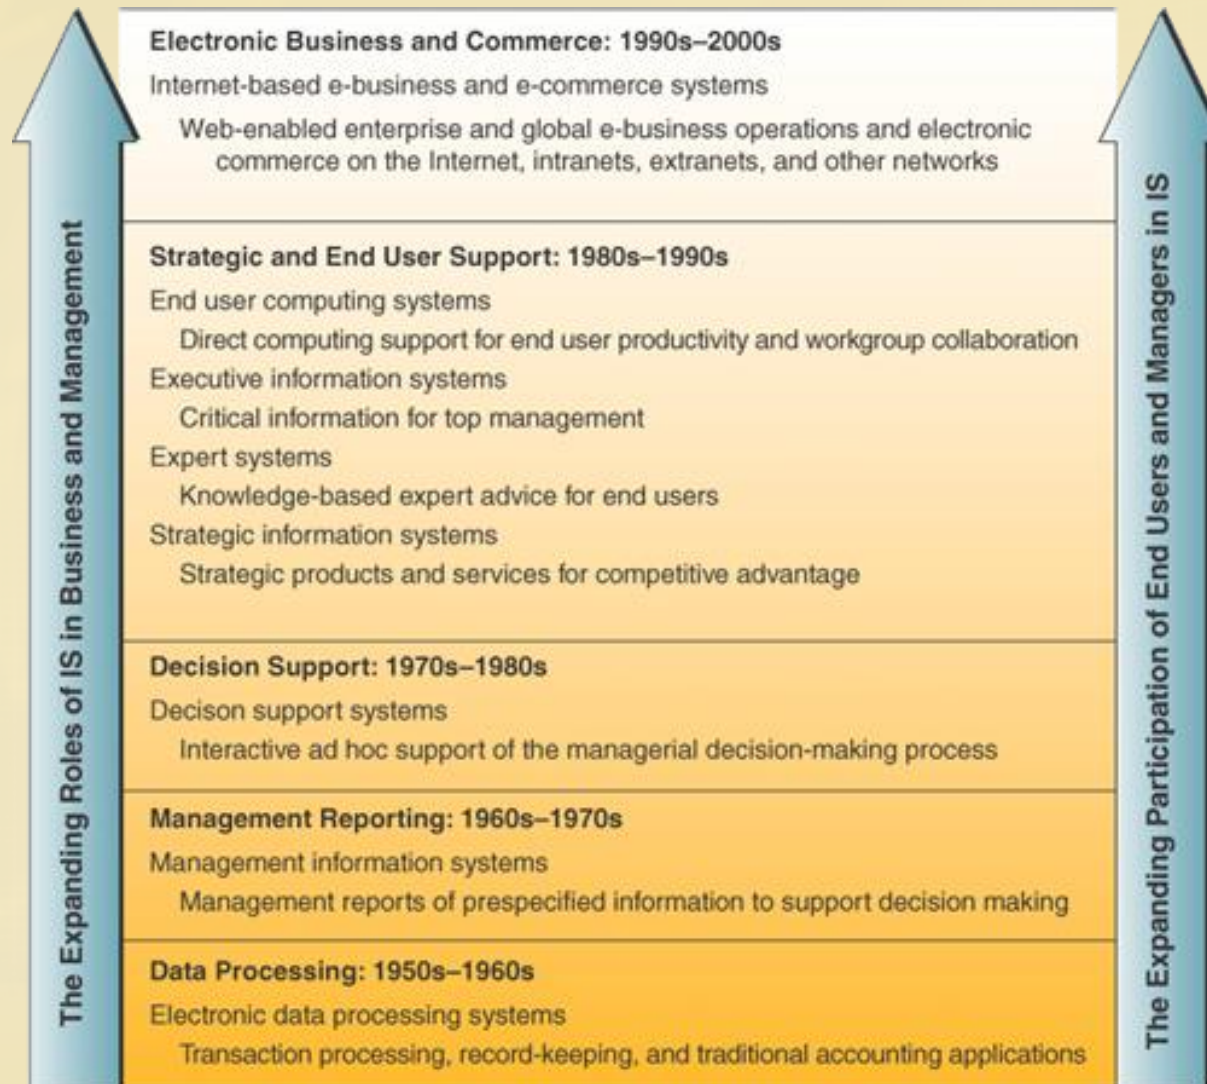 The Expanding Roles of IS in Business and Management
Electronic Business and Commerce: 1990s–2000s
Internet-based e-business and e-commerce systems
Web-enabled enterprise and global e-business operations and electronic
commerce on the Internet, intranets, extranets, and other networks
Strategic and End User Support: 1980s–1990s
End user computing systems
Direct computing support for end user productivity and workgroup collaboration
Executive information systems
Critical information for top management
Expert systems
Knowledge-based expert advice for end users
Strategic information systems
Strategic products and services for competitive advantage
Decision Support: 1970s–1980s
Decison support systems
Interactive ad hoc support of the managerial decision-making process
Management Reporting: 1960s–1970s
Management information systems
Management reports of prespecified information to support decision making
Data Processing: 1950s–1960s
Electronic data processing systems
Transaction processing, record-keeping, and traditional accounting applications
The Expanding Participation of End Users and Managers in IS